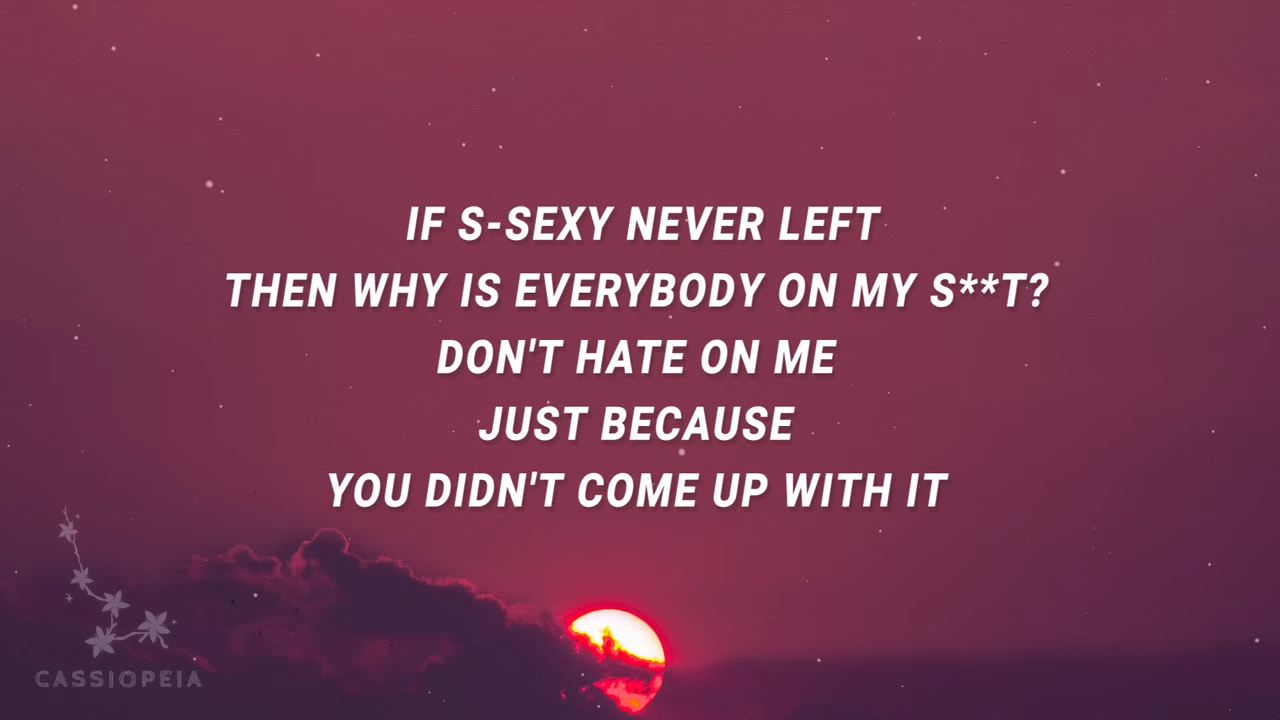 IF S-SEXY NEVER LEFT
THEN WHY IS EVERYBODY ON MY S**T?
DON'T HATE ON ME
JUST BECAUSE
YOU DIDN'T COME UP WITH IT
CASSIOPEIA